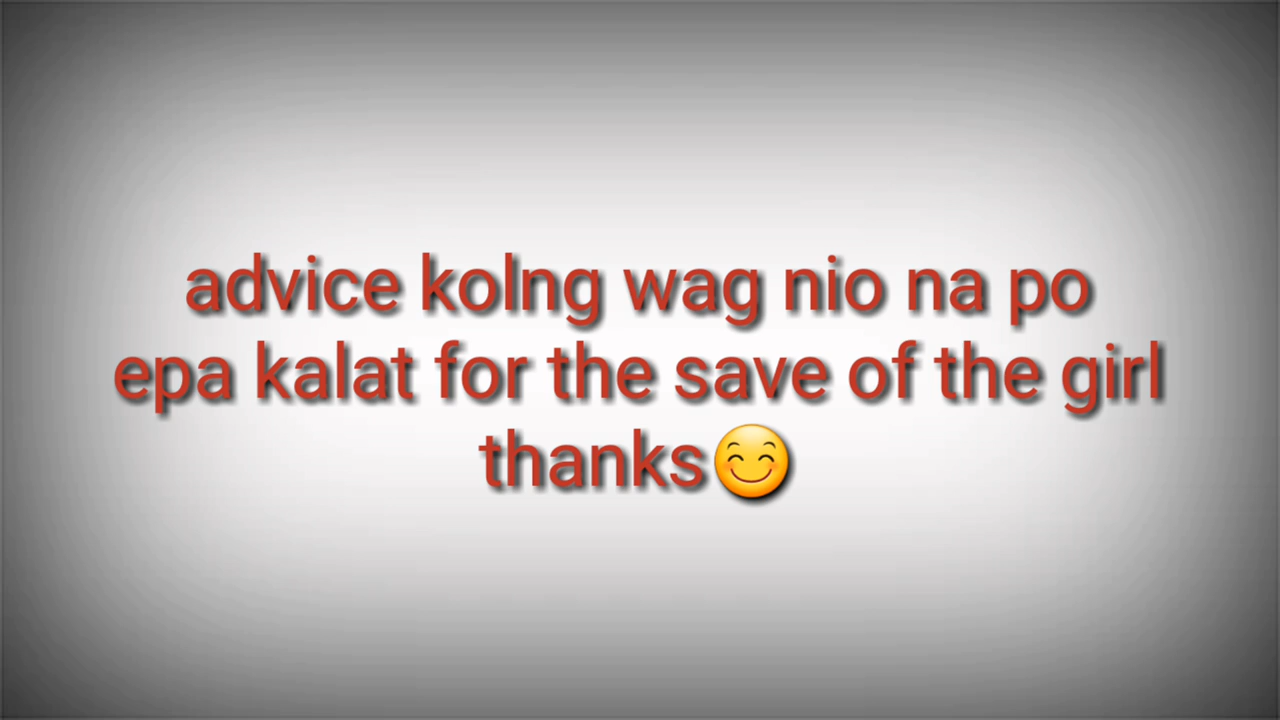 advice kolng wag nio na po
epa kalat for the save of the girl
thanks😊